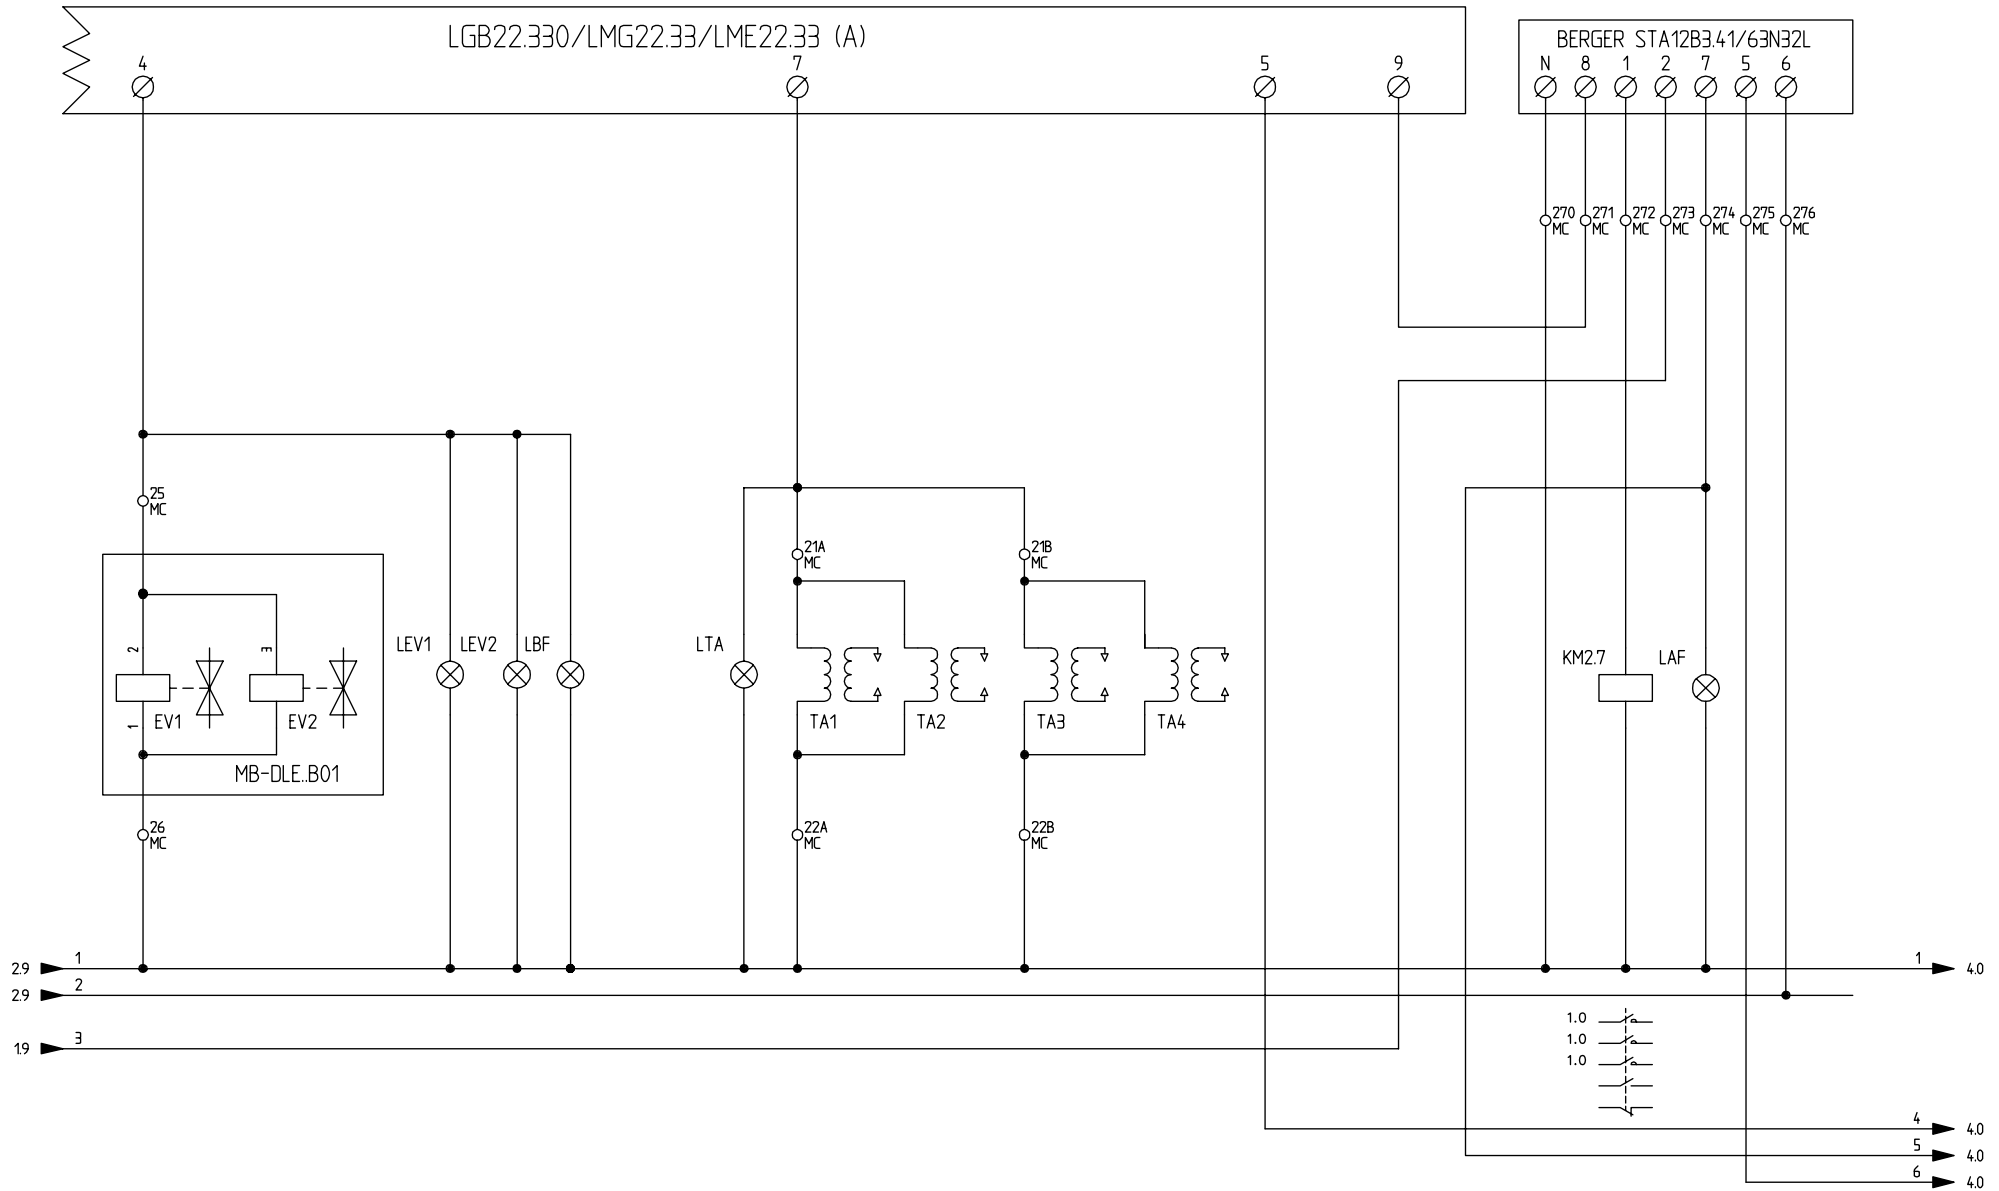 LGB22.330/LMG22.33/LME22.33 (A)
BERGER STA12B3.41/63N32L
4
7
5
9
N 8 1 2 7 5 6
270 MC
271 MC
272 MC
273 MC
274 MC
275 MC
276 MC
25 MC
21A MC
21B MC
2
3
LEV1
LEV2
LBF
LTA
KM2.7
LAF
1
EV1
EV2
TA1
TA2
TA3
TA4
MB-DLE..B01
26 MC
22A MC
22B MC
2.9
1
1
4.0
2.9
2
1.9
3
1.0
1.0
1.0
4
4.0
5
4.0
6
4.0